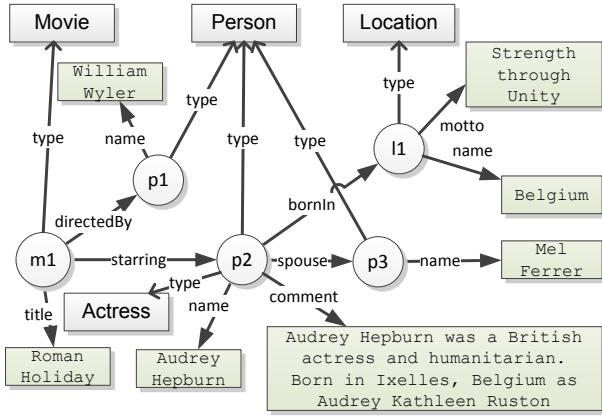 Movie
Person
Location
William
Wyler
Strength
through
Unity
type
type
type
type
type
name
motto
name
p1
l1
Belgium
directedBy
bornIn
m1
starring
p2
spouse
p3
name
Mel
Ferrer
type
Actress
name
comment
title
Roman
Holiday
Audrey
Hepburn
Audrey Hepburn was a British
actress and humanitarian.
Born in Ixelles, Belgium as
Audrey Kathleen Ruston